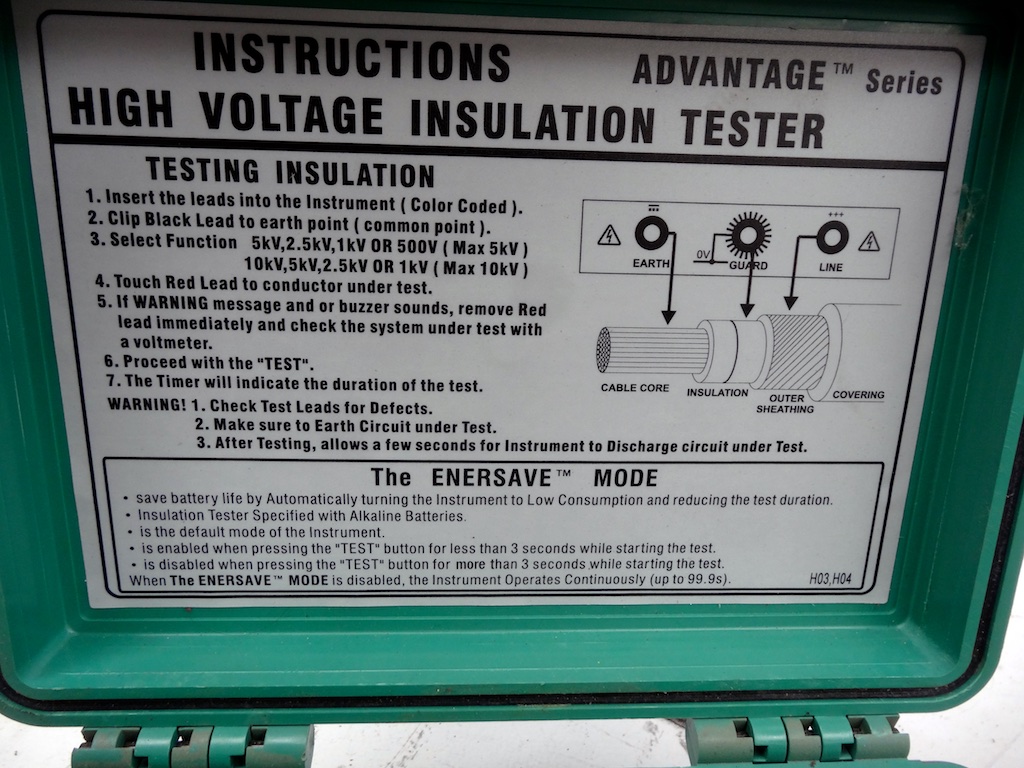 INSTRUCTIONS
ADVANTAGE™ Series
HIGH VOLTAGE INSULATION TESTER
TESTING INSULATION
1. Insert the leads into the Instrument ( Color Coded ).
2. Clip Black Lead to earth point ( common point ).
3. Select Function 5kV,2.5kV,1kV OR 500V ( Max 5kV )
10kV,5kV,2.5kV OR 1kV ( Max 10kV )
4. Touch Red Lead to conductor under test.
5. If WARNING message and or buzzer sounds, remove Red
lead immediately and check the system under test with
a voltmeter.
6. Proceed with the "TEST".
7. The Timer will indicate the duration of the test.
WARNING! 1. Check Test Leads for Defects.
2. Make sure to Earth Circuit under Test.
3. After Testing, allows a few seconds for Instrument to Discharge circuit under Test.
+++
0V
EARTH
GUARD
LINE
CABLE CORE
INSULATION
OUTER
SHEATHING
COVERING
The ENERSAVE™ MODE
• save battery life by Automatically turning the Instrument to Low Consumption and reducing the test duration.
• Insulation Tester Specified with Alkaline Batteries.
• is the default mode of the Instrument.
• is enabled when pressing the "TEST" button for less than 3 seconds while starting the test.
• is disabled when pressing the "TEST" button for more than 3 seconds while starting the test.
When The ENERSAVE™ MODE is disabled, the Instrument Operates Continuously (up to 99.9s).
H03,H04